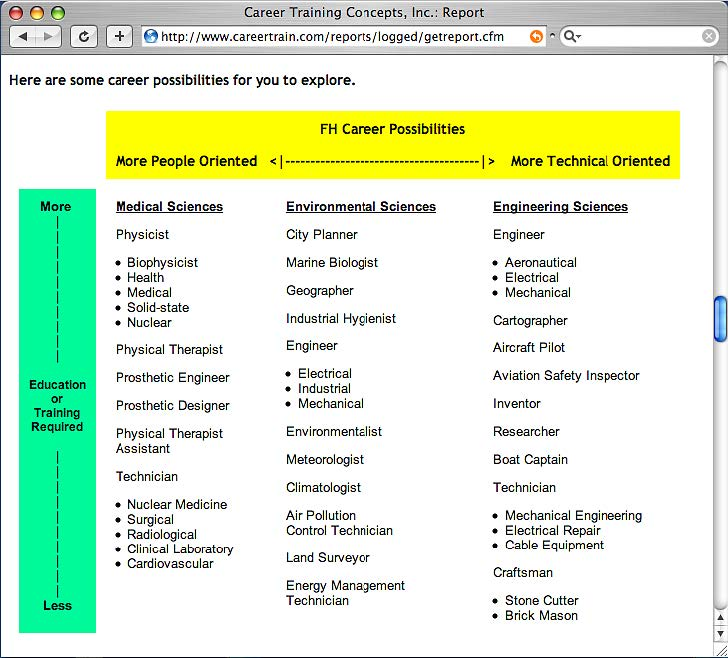 Career Training Concepts, Inc.: Report
http://www.careertrain.com/reports/logged/getreport.cfm
Here are some career possibilities for you to explore.
FH Career Possibilities
More People Oriented <|---------------------------------------|> More Technical Oriented
More
Education
or
Training
Required
Less
Medical Sciences
Physicist
• Biophysicist
• Health
• Medical
• Solid-state
• Nuclear
Physical Therapist
Prosthetic Engineer
Prosthetic Designer
Physical Therapist
Assistant
Technician
• Nuclear Medicine
• Surgical
• Radiological
• Clinical Laboratory
• Cardiovascular
Environmental Sciences
City Planner
Marine Biologist
Geographer
Industrial Hygienist
Engineer
• Electrical
• Industrial
• Mechanical
Environmentalist
Meteorologist
Climatologist
Air Pollution
Control Technician
Land Surveyor
Energy Management
Technician
Engineering Sciences
Engineer
• Aeronautical
• Electrical
• Mechanical
Cartographer
Aircraft Pilot
Aviation Safety Inspector
Inventor
Researcher
Boat Captain
Technician
• Mechanical Engineering
• Electrical Repair
• Cable Equipment
Craftsman
• Stone Cutter
• Brick Mason